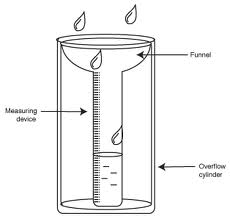 Funnel
Measuring
device
Overflow
cylinder